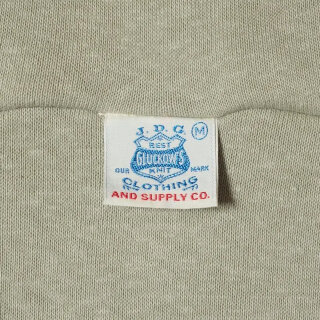 J.D.G.
M
BEST
GLUCKOW'S
OUR KNIT MARK
CLOTHING
AND SUPPLY CO.